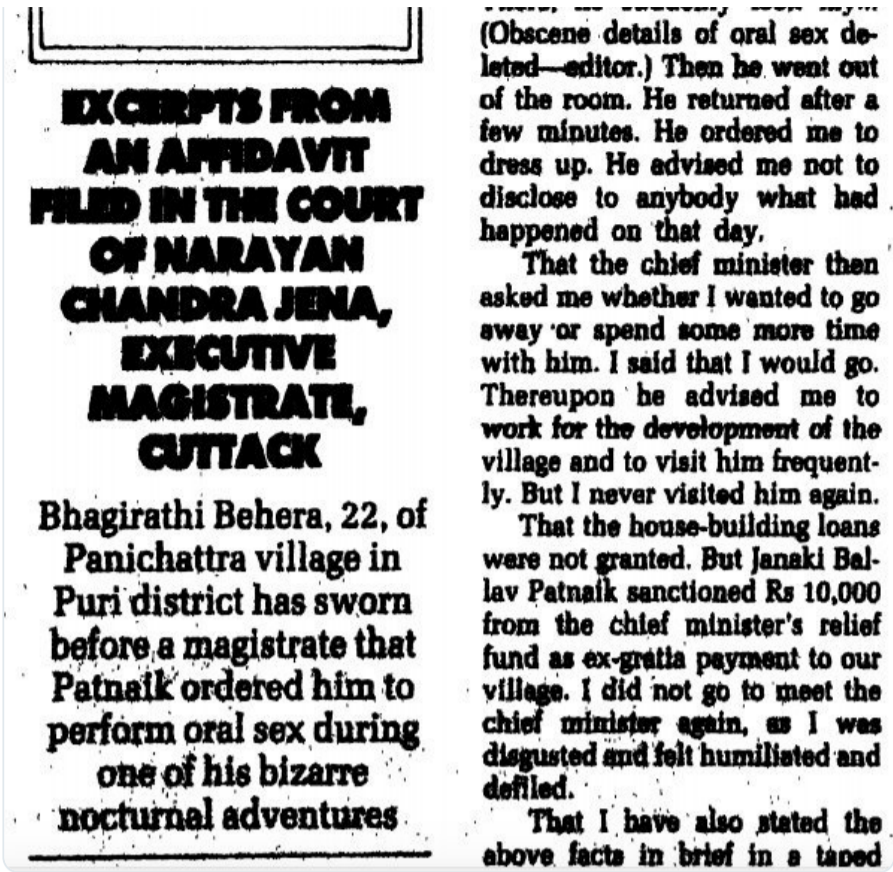 EXCERPTS FROM
AN AFFIDAVIT
FILED IN THE COURT
OF NARAYAN
CHANDRA JENA,
EXECUTIVE
MAGISTRATE,
CUTTACK
Bhagirathi Behera, 22, of
Panichattra village in
Puri district has sworn
before a magistrate that
Patnaik ordered him to
perform oral sex during
one of his bizarre
nocturnal adventures
he suddenly
(Obscene details of oral sex de-
leted—editor.) Then he went out
of the room. He returned after a
few minutes. He ordered me to
dress up. He advised me not to
disclose to anybody what had
happened on that day.
That the chief minister then
asked me whether I wanted to go
away or spend some more time
with him. I said that I would go.
Thereupon he advised me to
work for the development of the
village and to visit him frequent-
ly. But I never visited him again.
That the house-building loans
were not granted. But Janaki Bal-
lav Patnaik sanctioned Rs 10,000
from the chief minister's relief
fund as ex-gratia payment to our
village. I did not go to meet the
chief minister again, as I was
disgusted and felt humiliated and
defiled.
That I have also stated the
above facts in brief in a taped